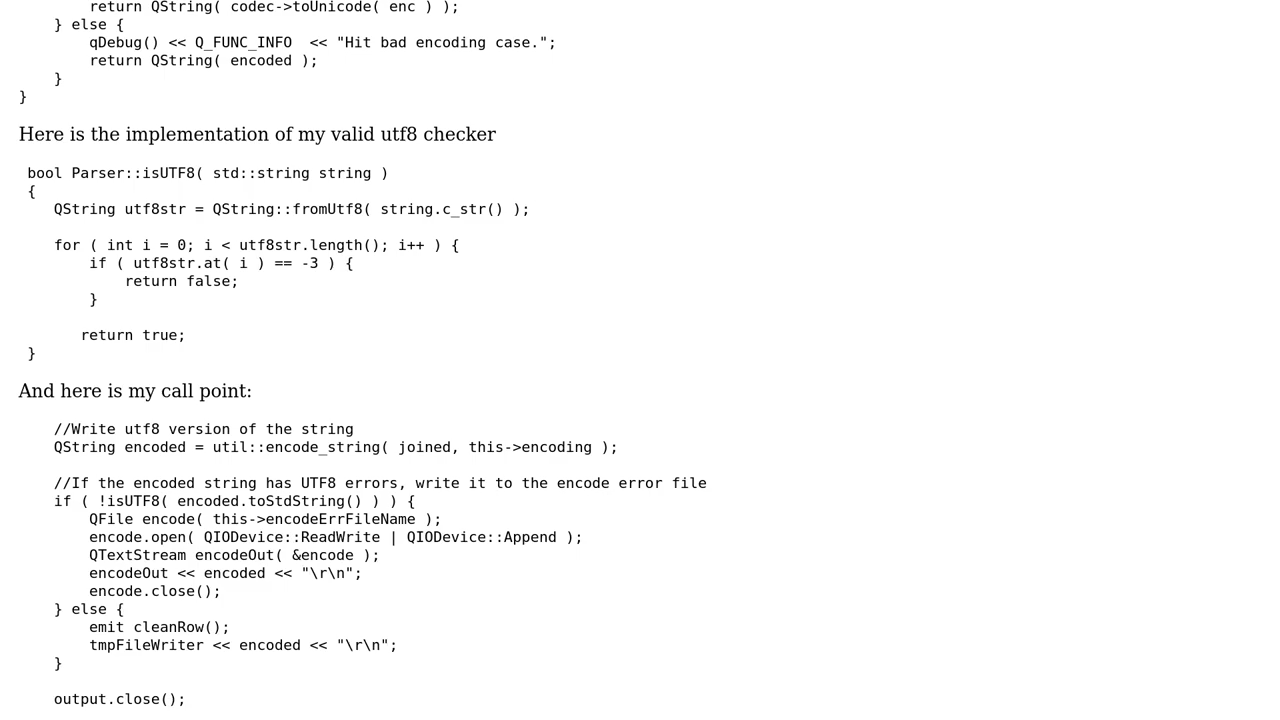 return QString( codec->toUnicode( enc ) );
    } else {
        qDebug() << Q_FUNC_INFO  << "Hit bad encoding case.";
        return QString( encoded );
    }
}
Here is the implementation of my valid utf8 checker
 bool Parser::isUTF8( std::string string )
 {
    QString utf8str = QString::fromUtf8( string.c_str() );

    for ( int i = 0; i < utf8str.length(); i++ ) {
        if ( utf8str.at( i ) == -3 ) {
            return false;
        }

       return true;
 }
And here is my call point:
    //Write utf8 version of the string
    QString encoded = util::encode_string( joined, this->encoding );

    //If the encoded string has UTF8 errors, write it to the encode error file
    if ( !isUTF8( encoded.toStdString() ) ) {
        QFile encode( this->encodeErrFileName );
        encode.open( QIODevice::ReadWrite | QIODevice::Append );
        QTextStream encodeOut( &encode );
        encodeOut << encoded << "\r\n";
        encode.close();
    } else {
        emit cleanRow();
        tmpFileWriter << encoded << "\r\n";
    }

    output.close();